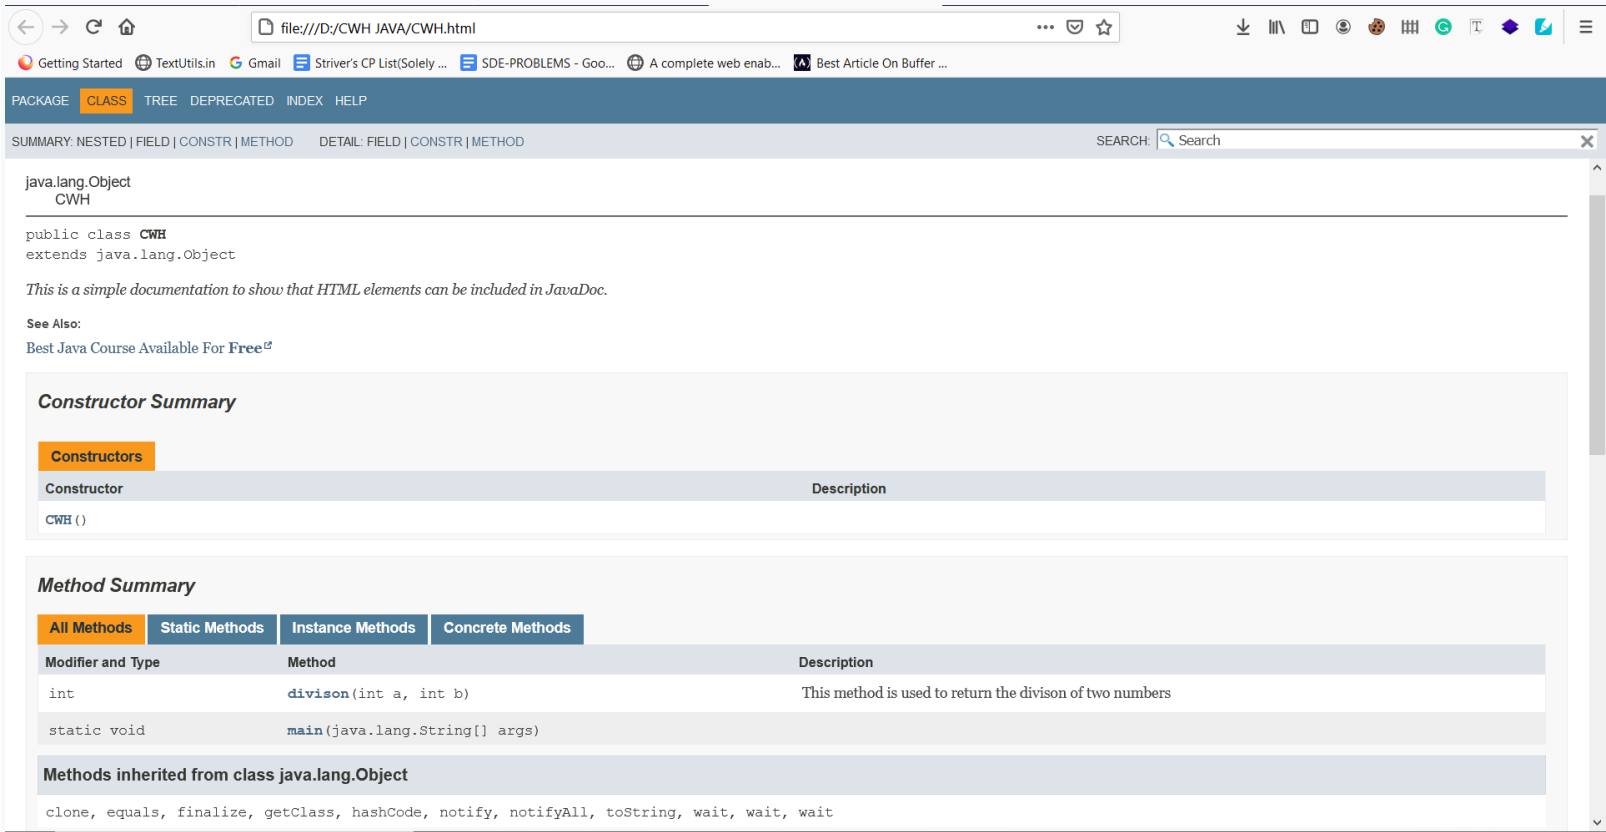 file:///D:/CWH JAVA/CWH.html
Getting Started TextUtils.in Gmail Striver's CP List(Solely ... SDE-PROBLEMS - Goo... A complete web enab... Best Article On Buffer ...
PACKAGE CLASS TREE DEPRECATED INDEX HELP
SUMMARY: NESTED | FIELD | CONSTR | METHOD DETAIL: FIELD | CONSTR | METHOD SEARCH: Search
java.lang.Object
CWH
public class CWH
extends java.lang.Object
This is a simple documentation to show that HTML elements can be included in JavaDoc.
See Also:
Best Java Course Available For Free
Constructor Summary
Constructors
Constructor Description
CWH()
Method Summary
All Methods Static Methods Instance Methods Concrete Methods
Modifier and Type Method Description
int divison(int a, int b) This method is used to return the divison of two numbers
static void main(java.lang.String[] args)
Methods inherited from class java.lang.Object
clone, equals, finalize, getClass, hashCode, notify, notifyAll, toString, wait, wait, wait